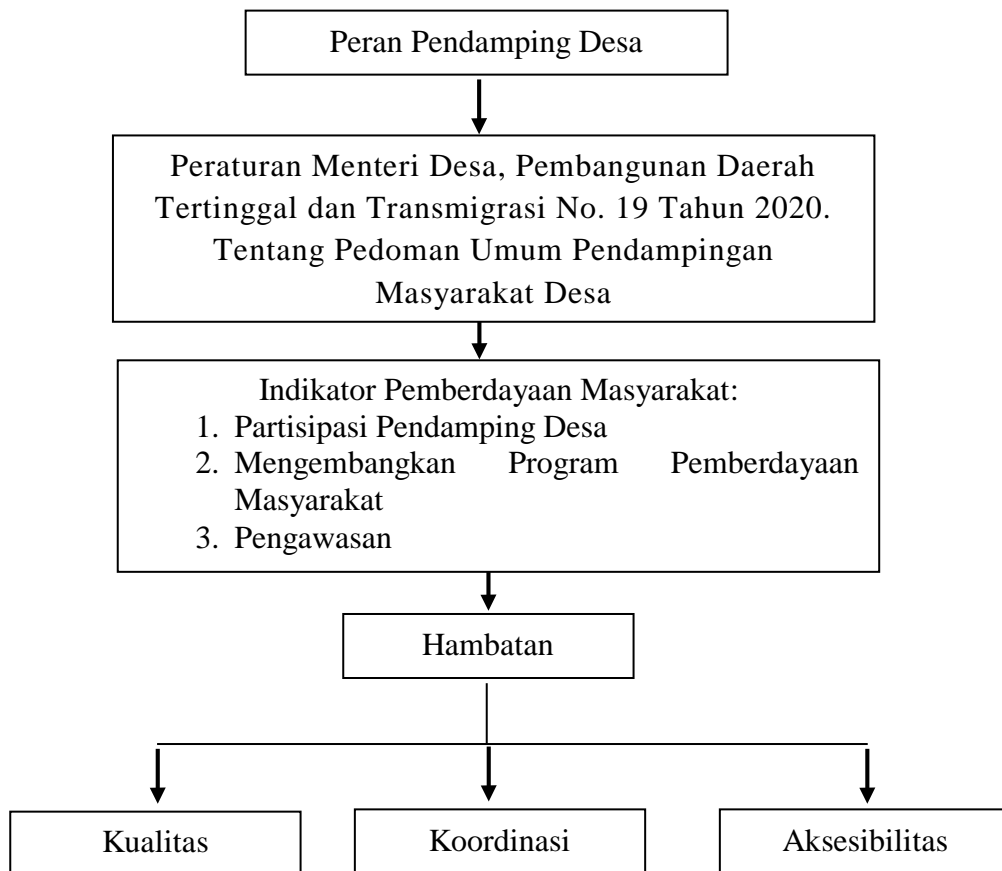 Peran Pendamping Desa
Peraturan Menteri Desa, Pembangunan Daerah
Tertinggal dan Transmigrasi No. 19 Tahun 2020.
Tentang Pedoman Umum Pendampingan
Masyarakat Desa
Indikator Pemberdayaan Masyarakat:
1. Partisipasi Pendamping Desa
2. Mengembangkan Program Pemberdayaan
Masyarakat
3. Pengawasan
Hambatan
Kualitas
Koordinasi
Aksesibilitas